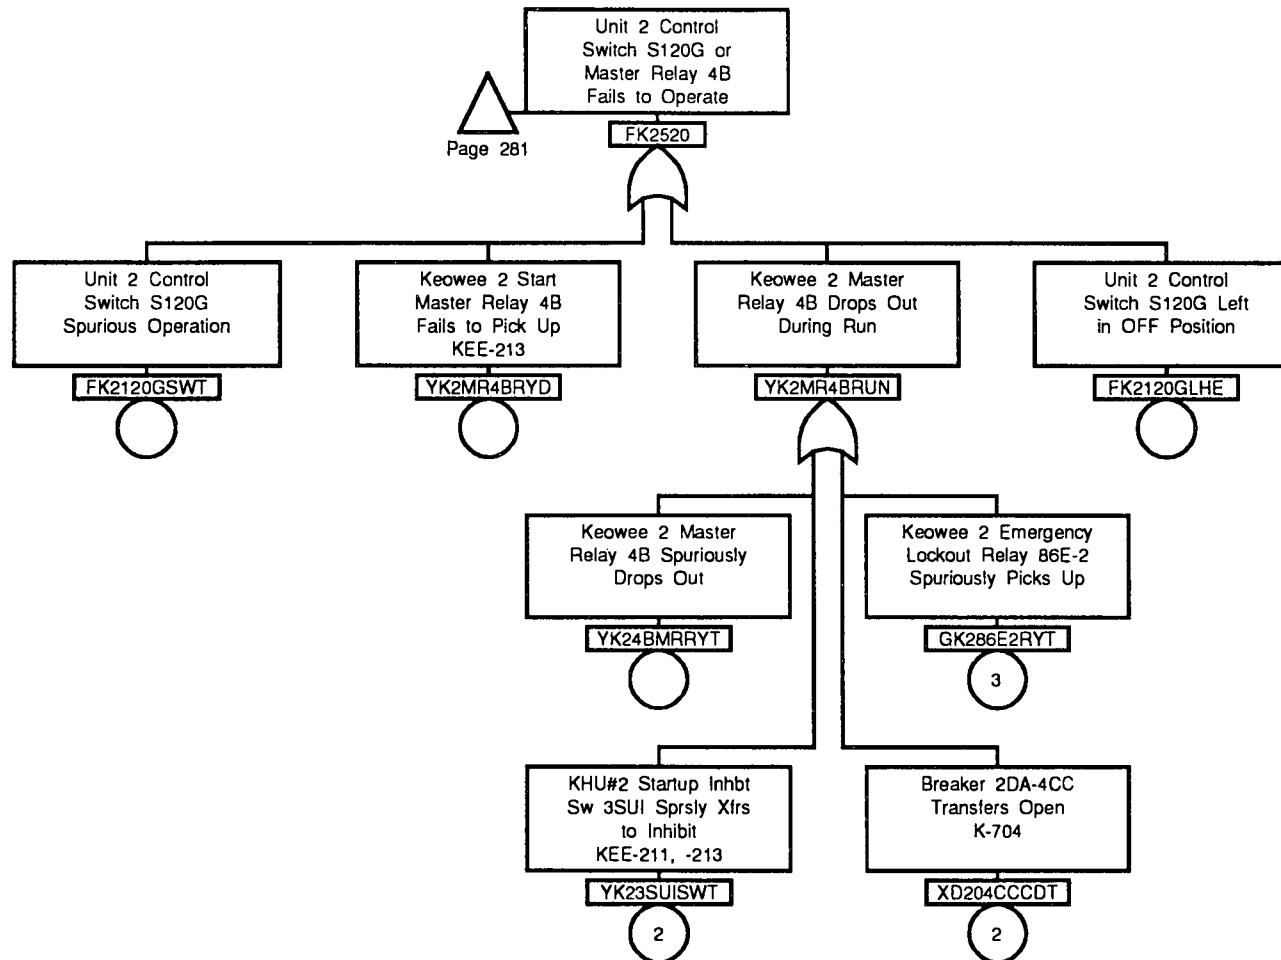 Unit 2 Control
Switch S120G or
Master Relay 4B
Fails to Operate
Page 281
FK2520
Unit 2 Control
Switch S120G
Spurious Operation
FK2120GSWT
Keowee 2 Start
Master Relay 4B
Fails to Pick Up
KEE-213
YK2MR4BRYD
Keowee 2 Master
Relay 4B Drops Out
During Run
YK2MR4BRUN
Unit 2 Control
Switch S120G Left
in OFF Position
FK2120GLHE
Keowee 2 Master
Relay 4B Spuriously
Drops Out
YK24BMRRYT
Keowee 2 Emergency
Lockout Relay 86E-2
Spuriously Picks Up
GK286E2RYT
3
KHU#2 Startup Inhbt
Sw 3SUI Sprsly Xfrs
to Inhibit
KEE-211, -213
YK23SUISWT
2
Breaker 2DA-4CC
Transfers Open
K-704
XD204CCCDT
2